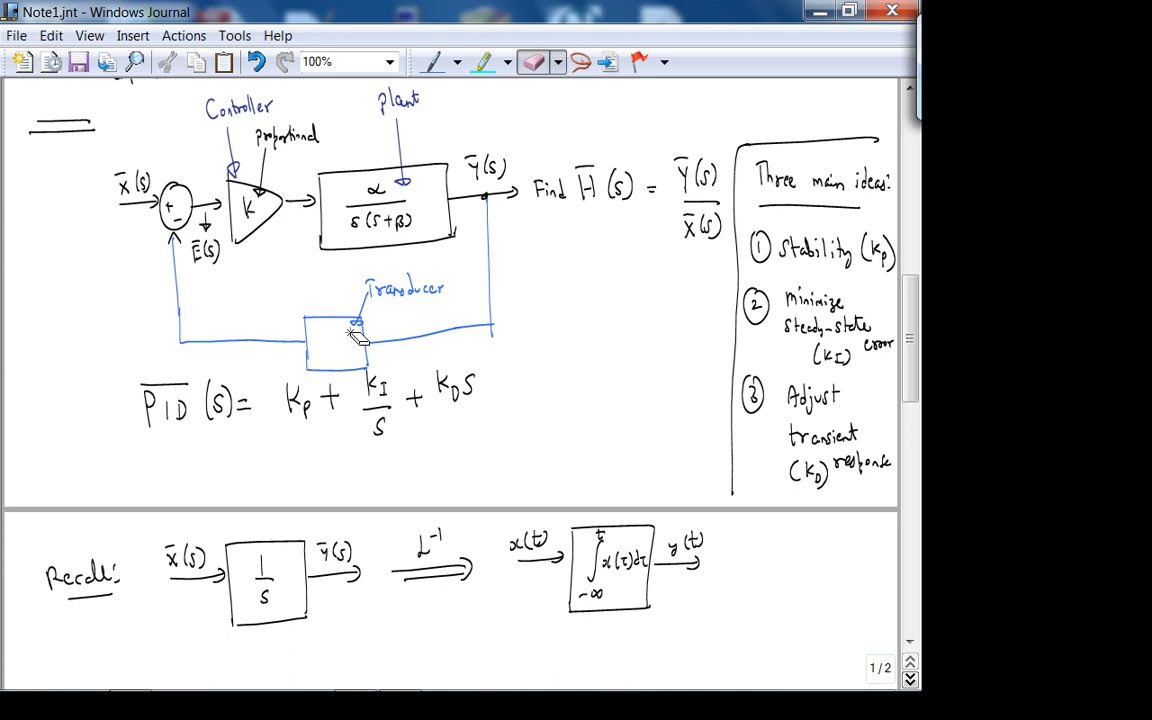 Note1.jnt - Windows Journal
File Edit View Insert Actions Tools Help
100%
Controller
Plant
proportional
X̄(s)
+
-
Ē(s)
K
α
s(s+β)
Ȳ(s)
Find H̄(s) = Ȳ(s)
X̄(s)
Transducer
PID(s) = Kp + KI/s + KDs
Three main ideas:
① Stability (Kp)
② Minimize
steady-state
error
(KI)
③ Adjust
transient
response
(KD)
Recall:
X̄(s)
1
s
Ȳ(s)
L⁻¹
x(t)
t
∫x(τ)dτ
-∞
y(t)
1/2